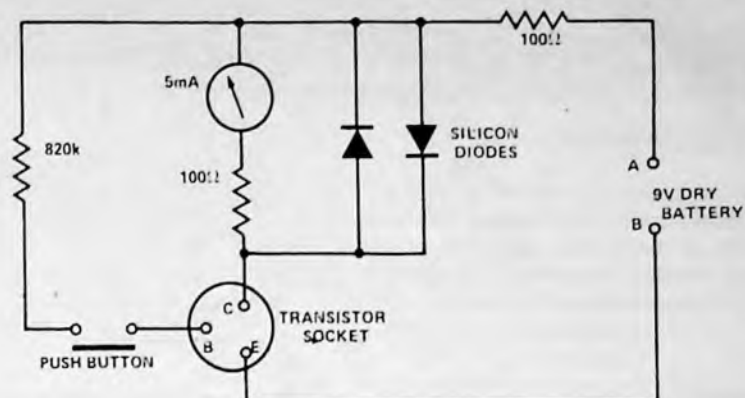 100Ω
5mA
820k
SILICON
DIODES
100Ω
A
9V DRY
BATTERY
B
C
TRANSISTOR
SOCKET
B
E
PUSH BUTTON